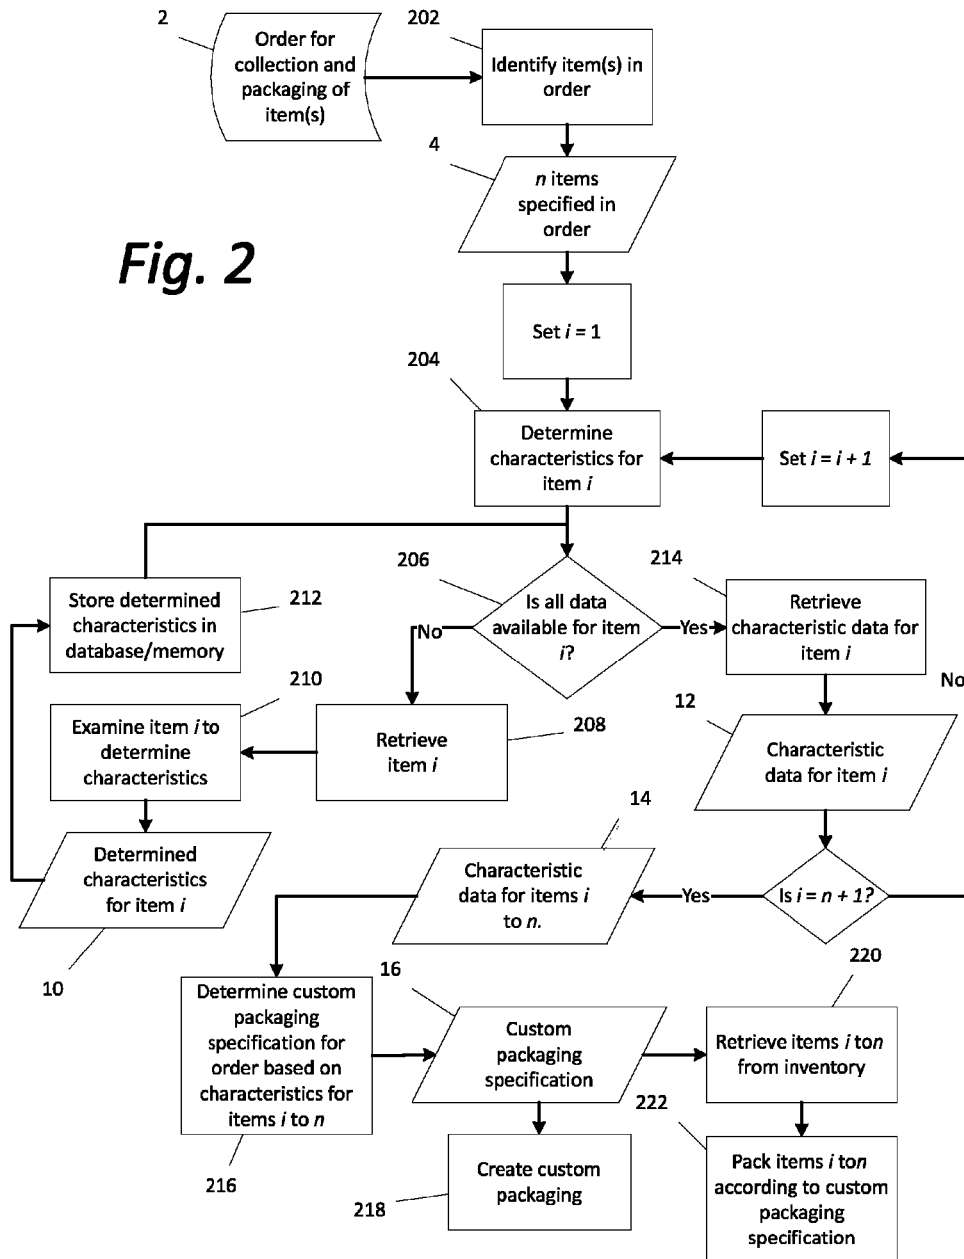 2
Order for
collection and
packaging of
item(s)
202
Identify item(s) in
order
4
n items
specified in
order
Fig. 2
Set i = 1
204
Determine
characteristics for
item i
Set i = i + 1
206
Is all data
available for item
i?
No
Yes
214
Retrieve
characteristic data for
item i
No
Store determined
characteristics in
database/memory
212
210
Examine item i to
determine
characteristics
Retrieve
item i
208
12
Characteristic
data for item i
Determined
characteristics
for item i
10
14
Characteristic
data for items i
to n.
Yes
Is i = n + 1?
Determine custom
packaging
specification for
order based on
characteristics for
items i to n
216
16
Custom
packaging
specification
220
Retrieve items i ton
from inventory
Create custom
packaging
218
222
Pack items i ton
according to custom
packaging
specification